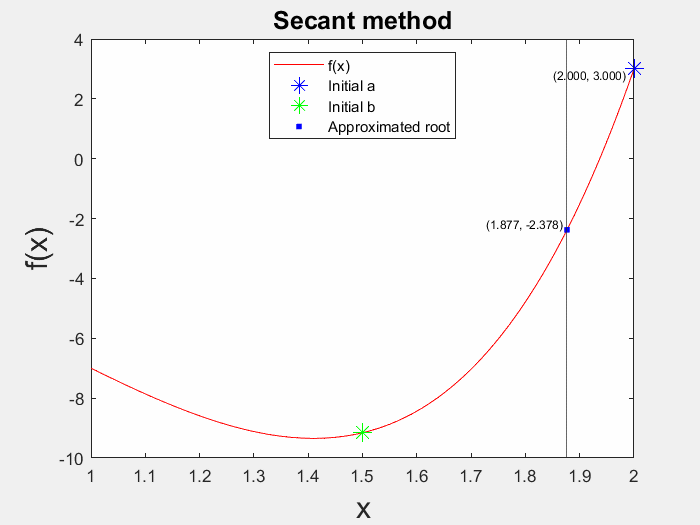 Secant method
f(x)
Initial a
Initial b
Approximated root
(2.000, 3.000)
(1.877, -2.378)
4
2
0
-2
-4
-6
-8
-10
f(x)
1 1.1 1.2 1.3 1.4 1.5 1.6 1.7 1.8 1.9 2
x